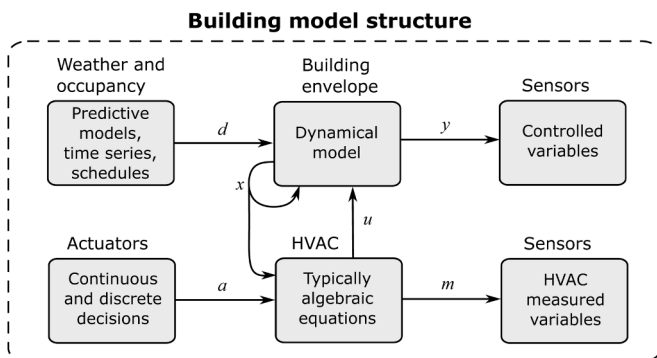 Building model structure
Weather and
occupancy
Predictive
models,
time series,
schedules
d
Building
envelope
Dynamical
model
y
Sensors
Controlled
variables
x
u
Actuators
Continuous
and discrete
decisions
a
HVAC
Typically
algebraic
equations
m
Sensors
HVAC
measured
variables